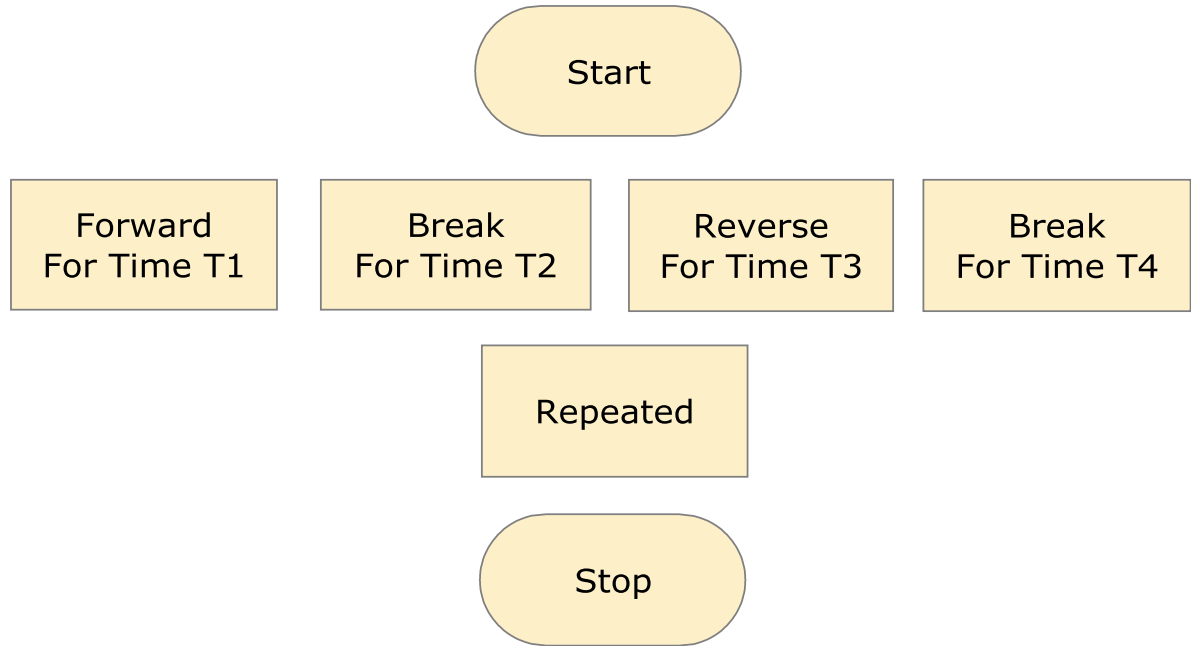 Start
Forward
For Time T1
Break
For Time T2
Reverse
For Time T3
Break
For Time T4
Repeated
Stop